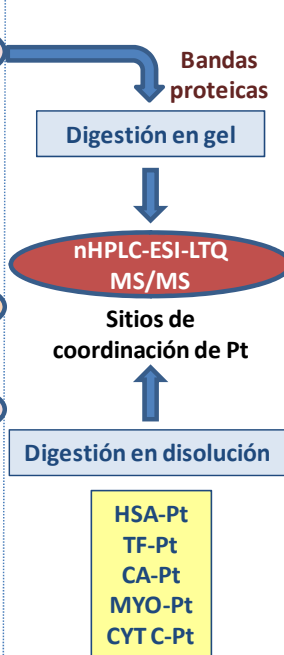 Bandas
proteicas
Digestión en gel
nHPLC-ESI-LTQ
MS/MS
Sitios de
coordinación de Pt
Digestión en disolución
HSA-Pt
TF-Pt
CA-Pt
MYO-Pt
CYT C-Pt